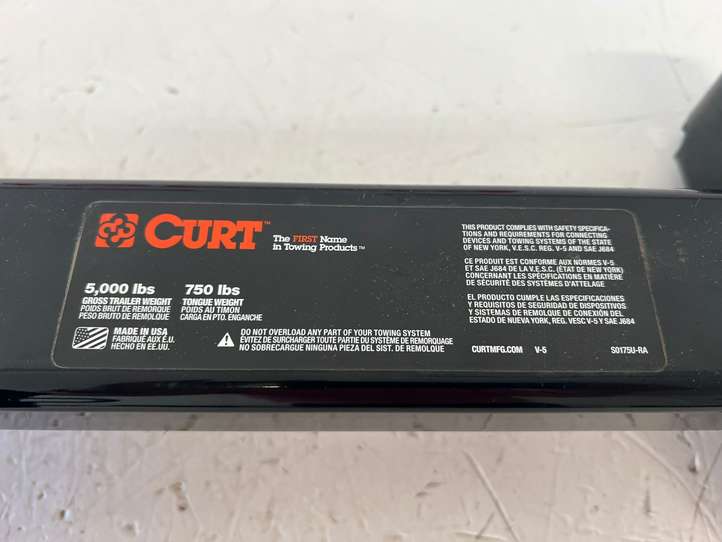 CURT™
The FIRST Name
in Towing Products™
5,000 lbs
GROSS TRAILER WEIGHT
POIDS BRUT DE REMORQUE
PESO BRUTO DE REMOLQUE
750 lbs
TONGUE WEIGHT
POIDS AU TIMON
CARGA EN PTO. ENGANCHE
MADE IN USA
FABRIQUÉ AUX É.U.
HECHO EN EE.UU.
DO NOT OVERLOAD ANY PART OF YOUR TOWING SYSTEM
ÉVITEZ DE SURCHARGER TOUTE PARTIE DU SYSTÈME DE REMORQUAGE
NO SOBRECARGUE NINGUNA PIEZA DEL SIST. DE REMOLQUE
THIS PRODUCT COMPLIES WITH SAFETY SPECIFICA-
TIONS AND REQUIREMENTS FOR CONNECTING
DEVICES AND TOWING SYSTEMS OF THE STATE
OF NEW YORK, V.E.S.C. REG. V-5 AND SAE J684
CE PRODUIT EST CONFORME AUX NORMES V-5
ET SAE J684 DE LA V.E.S.C. (ÉTAT DE NEW YORK)
CONCERNANT LES SPÉCIFICATIONS EN MATIÈRE
DE SÉCURITÉ DES SYSTÈMES D'ATTELAGE
EL PRODUCTO CUMPLE LAS ESPECIFICACIONES
Y REQUISITOS DE SEGURIDAD DE DISPOSITIVOS
Y SISTEMAS DE REMOLQUE DE CONEXIÓN DEL
ESTADO DE NUEVA YORK, REG. VESC V-5 Y SAE J684
CURTMFG.COM V-5 S0175U-RA